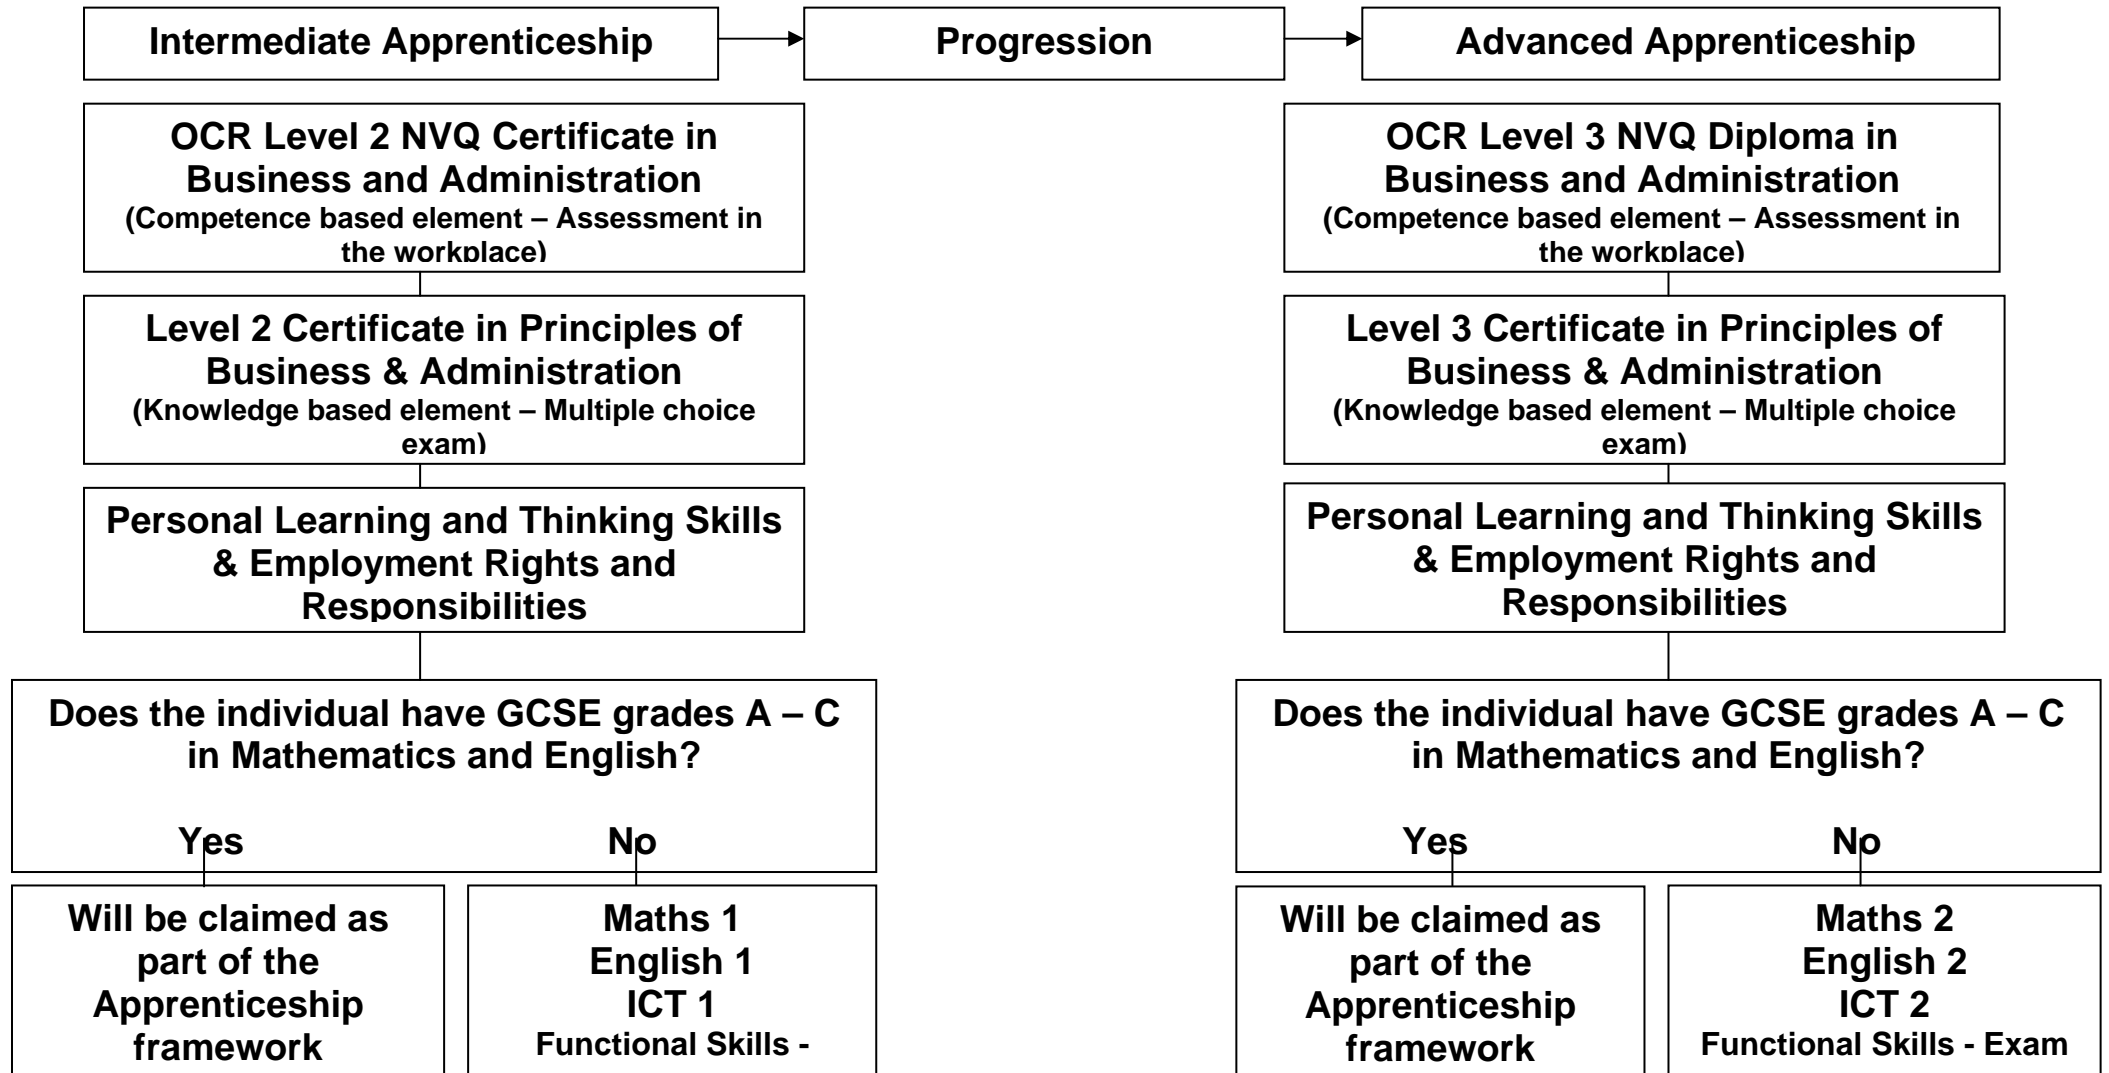 Intermediate Apprenticeship
Progression
Advanced Apprenticeship
OCR Level 2 NVQ Certificate in
Business and Administration
(Competence based element – Assessment in
the workplace)
Level 2 Certificate in Principles of
Business & Administration
(Knowledge based element – Multiple choice
exam)
Personal Learning and Thinking Skills
& Employment Rights and
Responsibilities
Does the individual have GCSE grades A – C
in Mathematics and English?
Yes
No
Will be claimed as
part of the
Apprenticeship
framework
Maths 1
English 1
ICT 1
Functional Skills -
OCR Level 3 NVQ Diploma in
Business and Administration
(Competence based element – Assessment in
the workplace)
Level 3 Certificate in Principles of
Business & Administration
(Knowledge based element – Multiple choice
exam)
Personal Learning and Thinking Skills
& Employment Rights and
Responsibilities
Does the individual have GCSE grades A – C
in Mathematics and English?
Yes
No
Will be claimed as
part of the
Apprenticeship
framework
Maths 2
English 2
ICT 2
Functional Skills - Exam